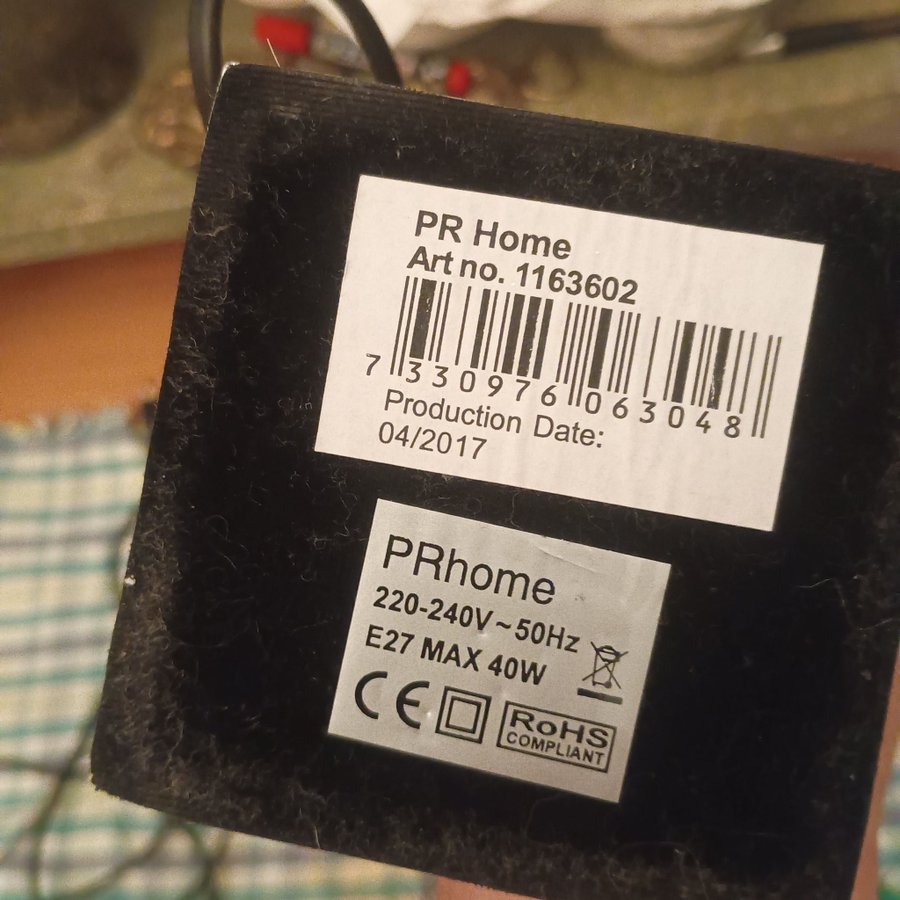 PR Home
Art no. 1163602
7 330976 063048
Production Date:
04/2017
PRhome
220-240V~50Hz
E27 MAX 40W
CE
RoHS
COMPLIANT